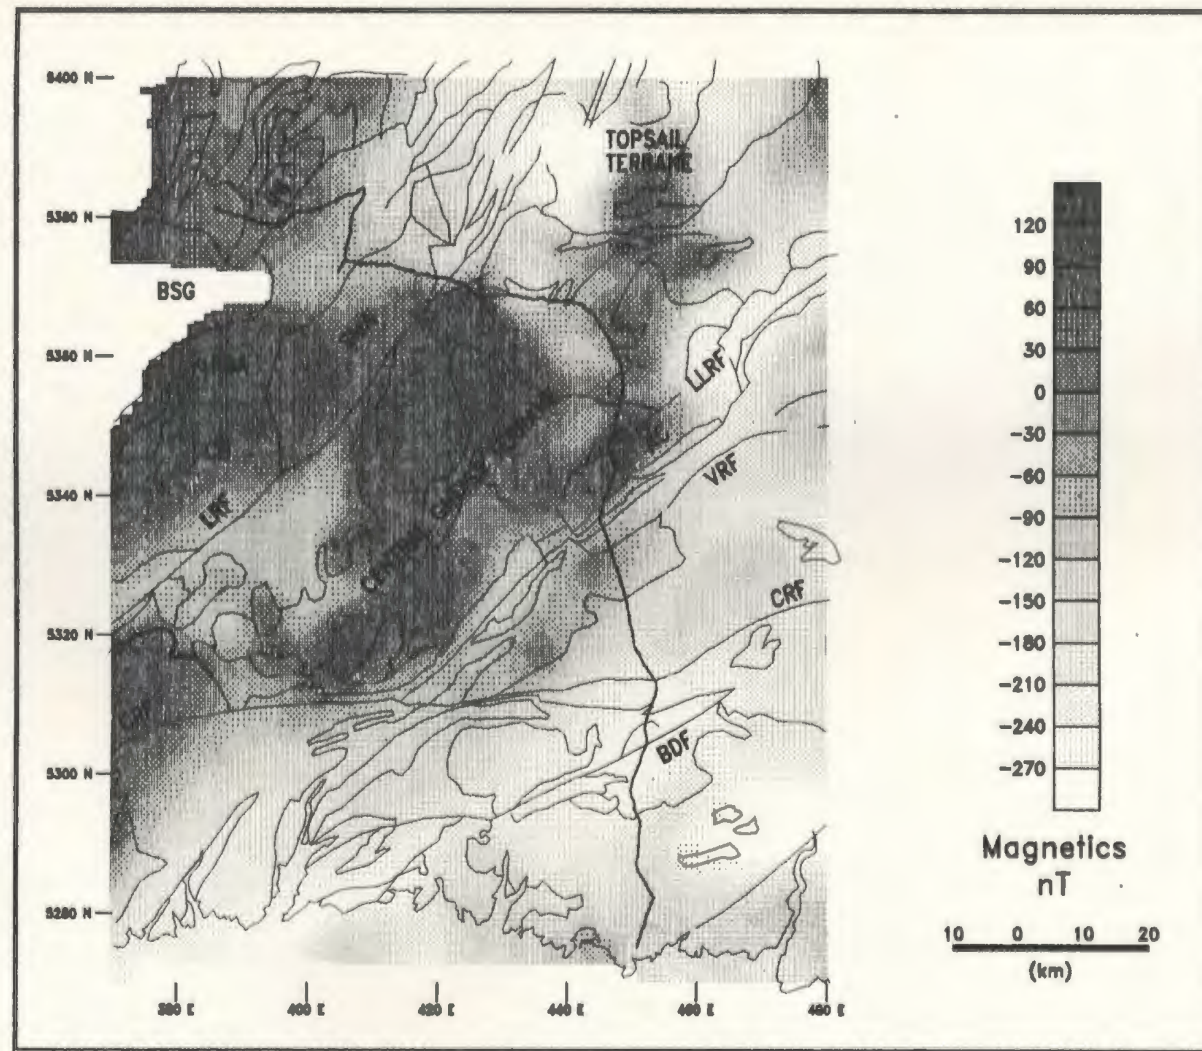 5400 N
5380 N
5360 N
5340 N
5320 N
5300 N
5280 N
380 E
400 E
420 E
440 E
460 E
480 E
TOPSAIL
TERRANE
BSG
LRF
CENTRAL GNEISS TERRANE
LLRF
VRF
CRF
BDF
120
90
60
30
0
-30
-60
-90
-120
-150
-180
-210
-240
-270
Magnetics
nT
10 0 10 20
(km)